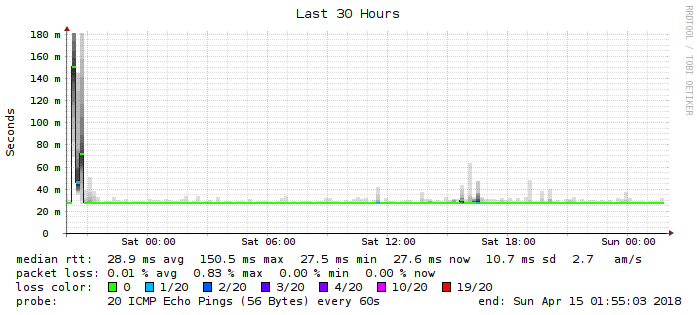 Last 30 Hours
RRDTOOL / TOBI OETIKER
Seconds
180 m
160 m
140 m
120 m
100 m
80 m
60 m
40 m
20 m
0
Sat 00:00 Sat 06:00 Sat 12:00 Sat 18:00 Sun 00:00
median rtt: 28.9 ms avg 150.5 ms max 27.5 ms min 27.6 ms now 10.7 ms sd 2.7 am/s
packet loss: 0.01 % avg 0.83 % max 0.00 % min 0.00 % now
loss color: 0 1/20 2/20 3/20 4/20 10/20 19/20
probe: 20 ICMP Echo Pings (56 Bytes) every 60s end: Sun Apr 15 01:55:03 2018